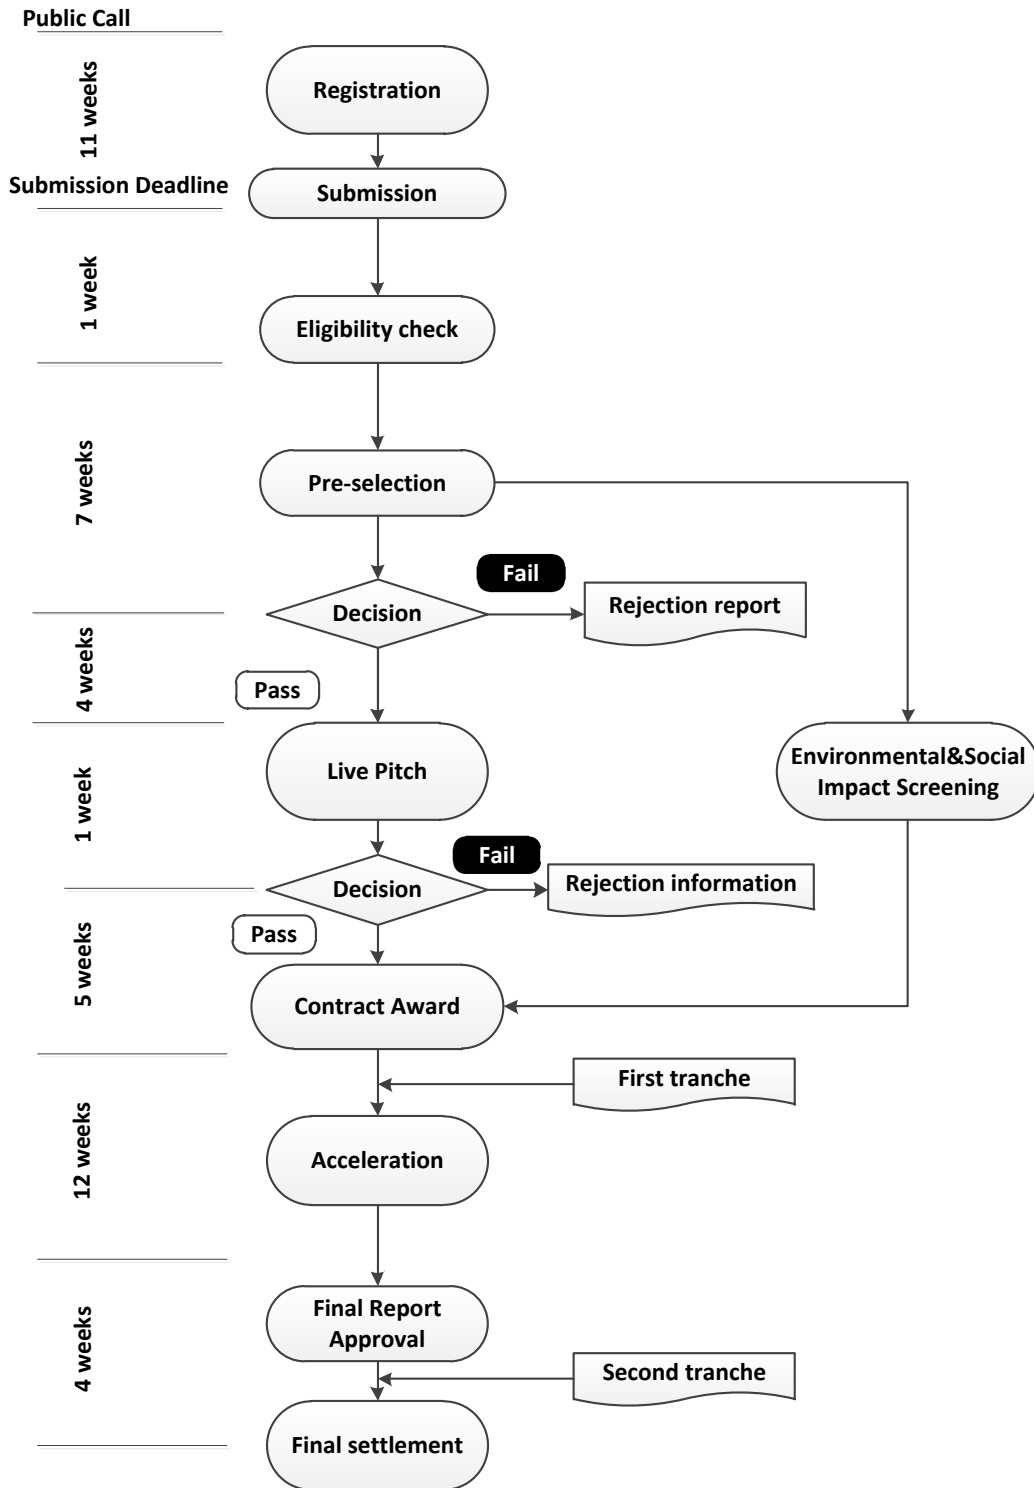 Public Call
11 weeks
Registration
Submission Deadline
Submission
1 week
Eligibility check
7 weeks
Pre-selection
Fail
Decision
Rejection report
4 weeks
Pass
1 week
Live Pitch
Environmental&Social
Impact Screening
Fail
Decision
Rejection information
5 weeks
Pass
Contract Award
First tranche
12 weeks
Acceleration
4 weeks
Final Report
Approval
Second tranche
Final settlement